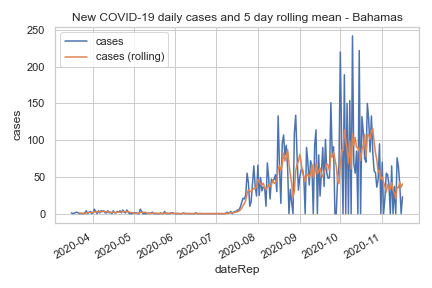 New COVID-19 daily cases and 5 day rolling mean - Bahamas
cases
cases (rolling)
250
200
150
100
50
0
cases
2020-04
2020-05
2020-06
2020-07
2020-08
2020-09
2020-10
2020-11
dateRep